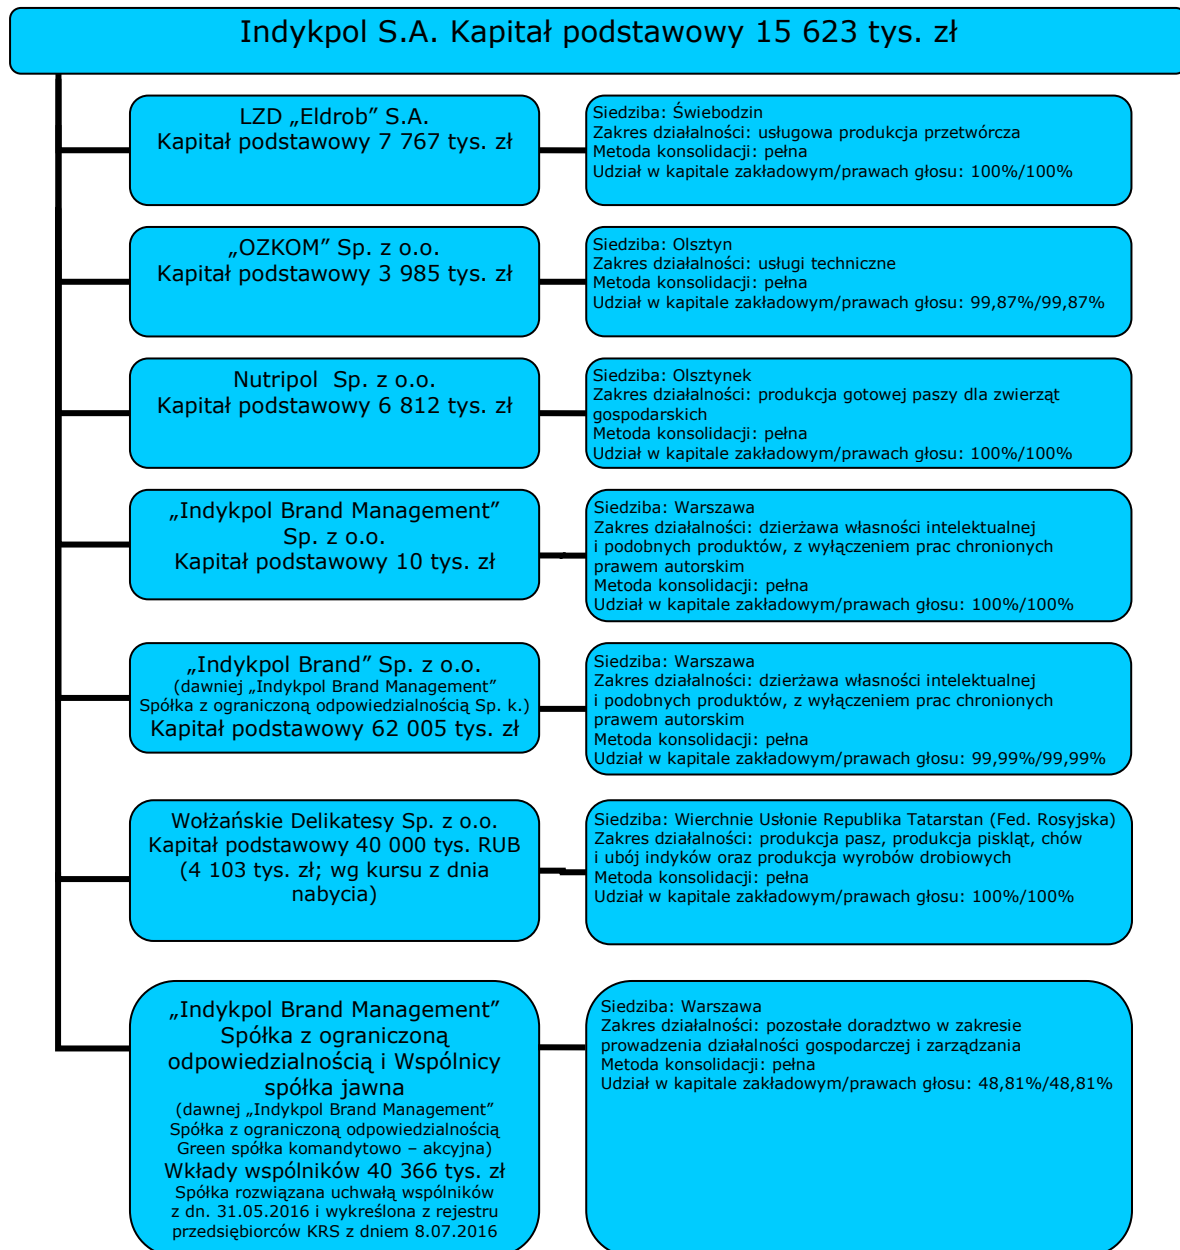 Indykpol S.A. Kapitał podstawowy 15 623 tys. zł
LZD „Eldrob” S.A.
Kapitał podstawowy 7 767 tys. zł
Siedziba: Świebodzin
Zakres działalności: usługowa produkcja przetwórcza
Metoda konsolidacji: pełna
Udział w kapitale zakładowym/prawach głosu: 100%/100%
„OZKOM” Sp. z o.o.
Kapitał podstawowy 3 985 tys. zł
Siedziba: Olsztyn
Zakres działalności: usługi techniczne
Metoda konsolidacji: pełna
Udział w kapitale zakładowym/prawach głosu: 99,87%/99,87%
Nutripol Sp. z o.o.
Kapitał podstawowy 6 812 tys. zł
Siedziba: Olsztynek
Zakres działalności: produkcja gotowej paszy dla zwierząt
gospodarskich
Metoda konsolidacji: pełna
Udział w kapitale zakładowym/prawach głosu: 100%/100%
„Indykpol Brand Management”
Sp. z o.o.
Kapitał podstawowy 10 tys. zł
Siedziba: Warszawa
Zakres działalności: dzierżawa własności intelektualnej
i podobnych produktów, z wyłączeniem prac chronionych
prawem autorskim
Metoda konsolidacji: pełna
Udział w kapitale zakładowym/prawach głosu: 100%/100%
„Indykpol Brand” Sp. z o.o.
(dawniej „Indykpol Brand Management”
Spółka z ograniczoną odpowiedzialnością Sp. k.)
Kapitał podstawowy 62 005 tys. zł
Siedziba: Warszawa
Zakres działalności: dzierżawa własności intelektualnej
i podobnych produktów, z wyłączeniem prac chronionych
prawem autorskim
Metoda konsolidacji: pełna
Udział w kapitale zakładowym/prawach głosu: 99,99%/99,99%
Wołżańskie Delikatesy Sp. z o.o.
Kapitał podstawowy 40 000 tys. RUB
(4 103 tys. zł; wg kursu z dnia
nabycia)
Siedziba: Wierchnie Usłonie Republika Tatarstan (Fed. Rosyjska)
Zakres działalności: produkcja pasz, produkcja piskląt, chów
i ubój indyków oraz produkcja wyrobów drobiowych
Metoda konsolidacji: pełna
Udział w kapitale zakładowym/prawach głosu: 100%/100%
„Indykpol Brand Management”
Spółka z ograniczoną
odpowiedzialnością i Wspólnicy
spółka jawna
(dawnej „Indykpol Brand Management”
Spółka z ograniczoną odpowiedzialnością
Green spółka komandytowo – akcyjna)
Wkłady wspólników 40 366 tys. zł
Spółka rozwiązana uchwałą wspólników
z dn. 31.05.2016 i wykreślona z rejestru
przedsiębiorców KRS z dniem 8.07.2016
Siedziba: Warszawa
Zakres działalności: pozostałe doradztwo w zakresie
prowadzenia działalności gospodarczej i zarządzania
Metoda konsolidacji: pełna
Udział w kapitale zakładowym/prawach głosu: 48,81%/48,81%